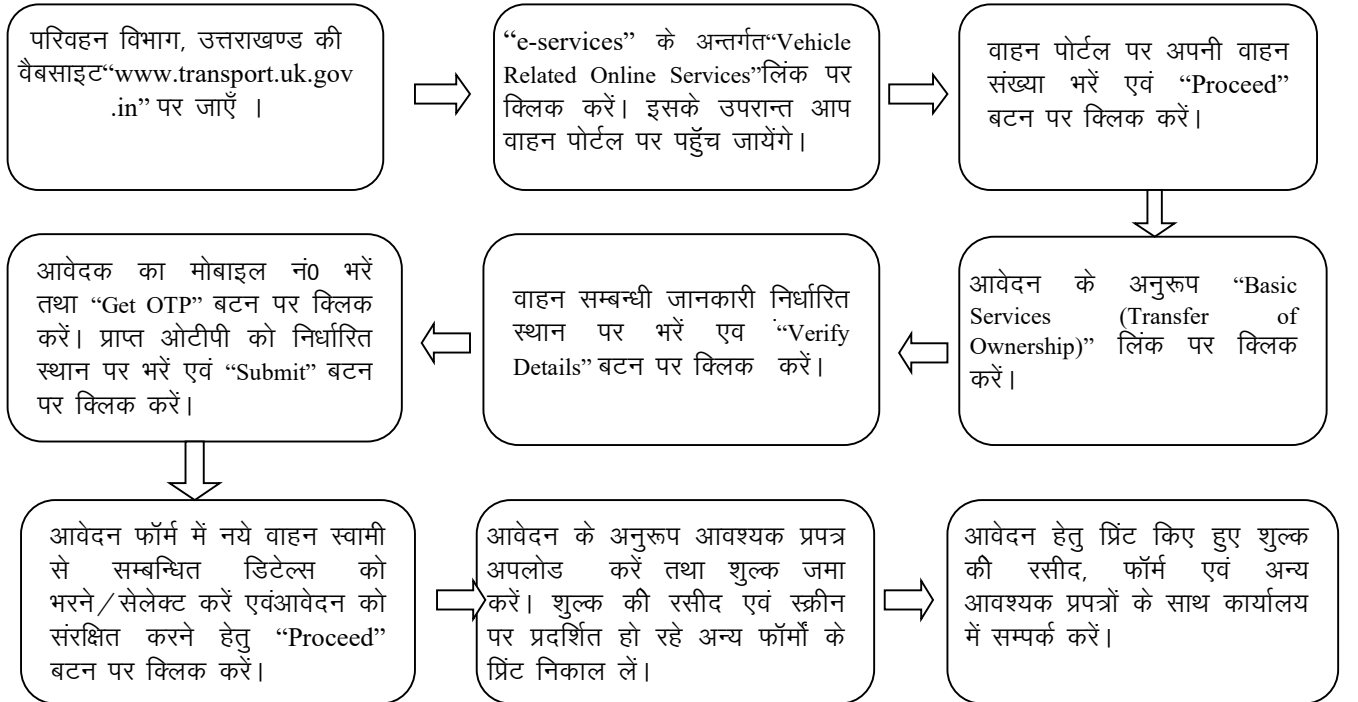 परिवहन विभाग, उत्तराखण्ड की
वैबसाइट“www.transport.uk.gov
.in” पर जाएँ ।
“e-services” के अन्तर्गत“Vehicle
Related Online Services”लिंक पर
क्लिक करें। इसके उपरान्त आप
वाहन पोर्टल पर पहुँच जायेंगे।
वाहन पोर्टल पर अपनी वाहन
संख्या भरें एवं “Proceed”
बटन पर क्लिक करें।
आवेदन के अनुरूप “Basic
Services (Transfer of
Ownership)” लिंक पर क्लिक
करें।
वाहन सम्बन्धी जानकारी निर्धारित
स्थान पर भरें एव “Verify
Details” बटन पर क्लिक करें।
आवेदक का मोबाइल नं0 भरें
तथा “Get OTP” बटन पर क्लिक
करें। प्राप्त ओटीपी को निर्धारित
स्थान पर भरें एवं “Submit” बटन
पर क्लिक करें।
आवेदन फॉर्म में नये वाहन स्वामी
से सम्बन्धित डिटेल्स को
भरने/सेलेक्ट करें एवंआवेदन को
संरक्षित करने हेतु “Proceed”
बटन पर क्लिक करें।
आवेदन के अनुरूप आवश्यक प्रपत्र
अपलोड करें तथा शुल्क जमा
करें। शुल्क की रसीद एवं स्क्रीन
पर प्रदर्शित हो रहे अन्य फॉर्मों के
प्रिंट निकाल लें।
आवेदन हेतु प्रिंट किए हुए शुल्क
की रसीद, फॉर्म एवं अन्य
आवश्यक प्रपत्रों के साथ कार्यालय
में सम्पर्क करें।